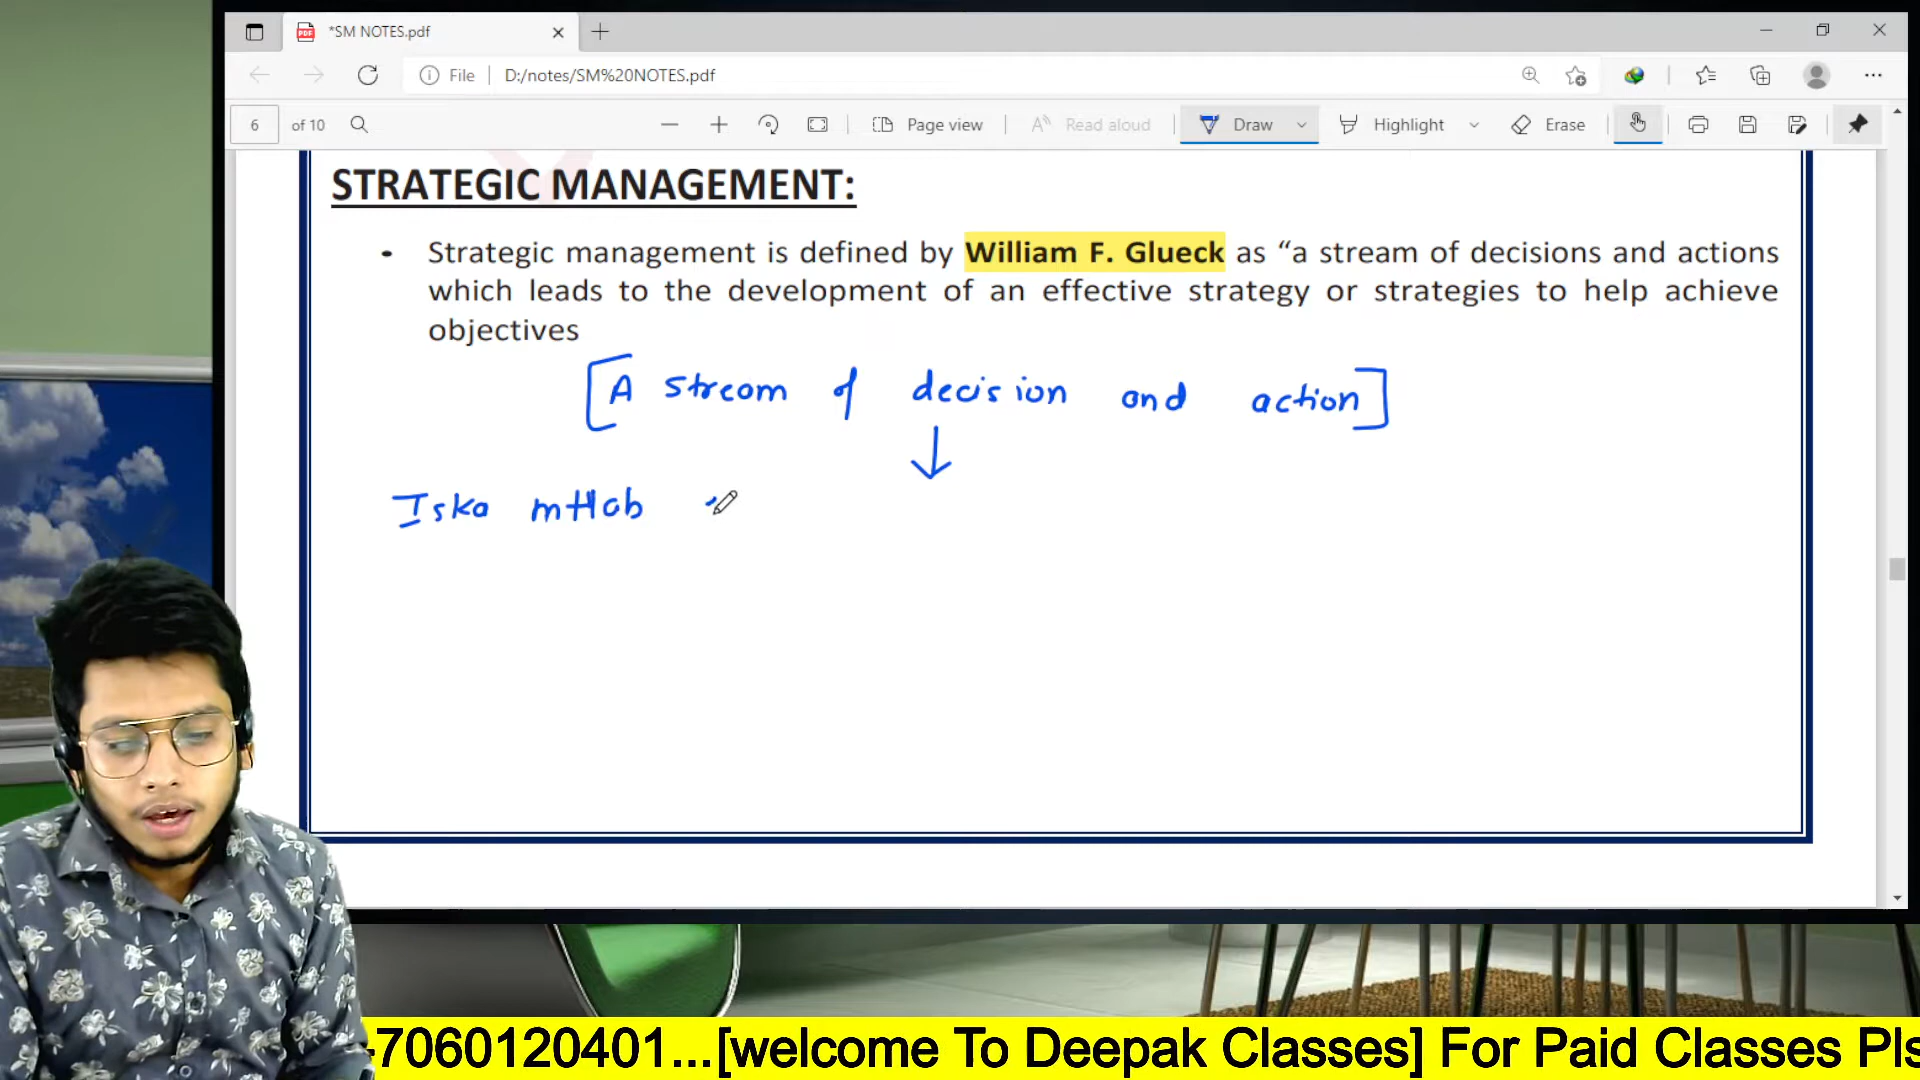 *SM NOTES.pdf
File D:/notes/SM%20NOTES.pdf
6 of 10 Page view Read aloud Draw Highlight Erase
STRATEGIC MANAGEMENT:
• Strategic management is defined by William F. Glueck as “a stream of decisions and actions
which leads to the development of an effective strategy or strategies to help achieve
objectives
[A stream of decision and action]
Iska mtlab
-7060120401...[welcome To Deepak Classes] For Paid Classes Pls